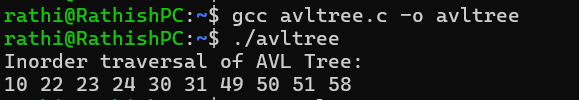 rathi@RathishPC:~$ gcc avltree.c -o avltree
rathi@RathishPC:~$ ./avltree
Inorder traversal of AVL Tree:
10 22 23 24 30 31 49 50 51 58